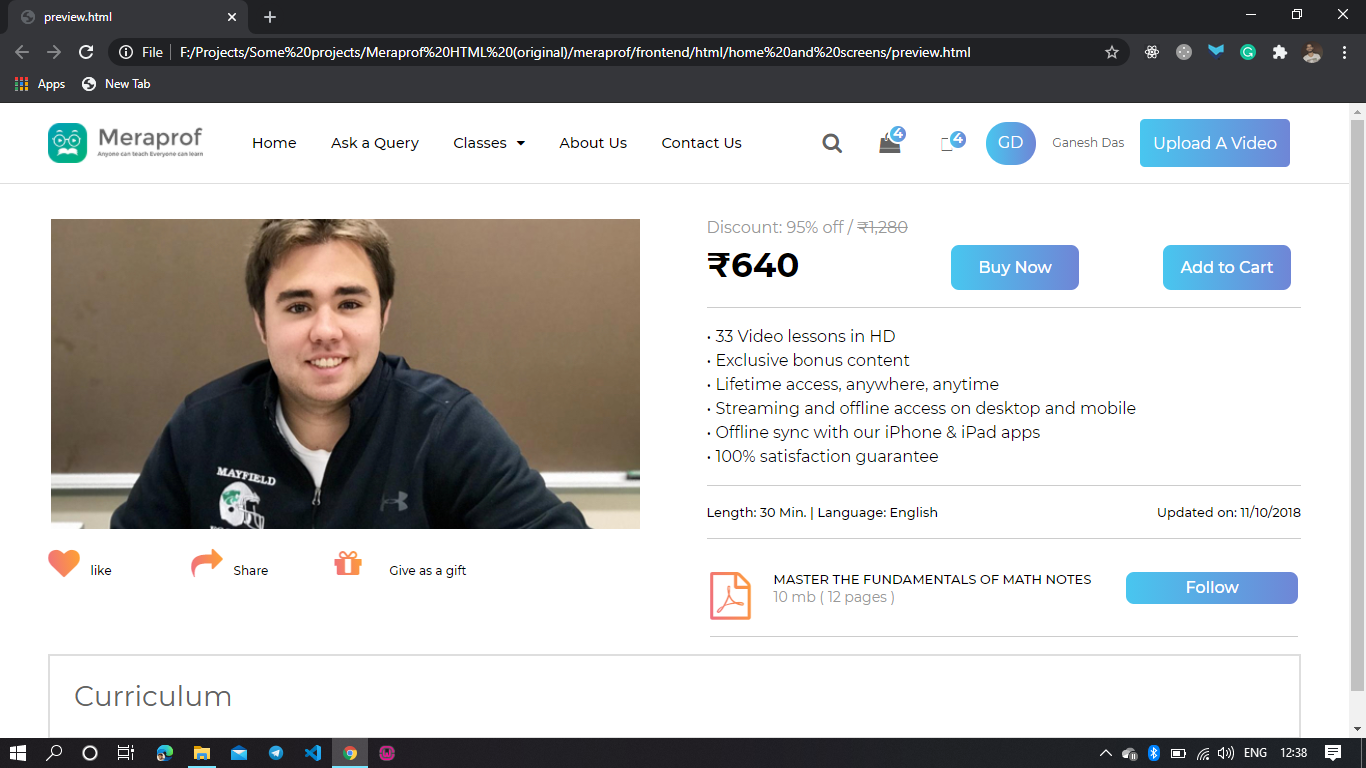 preview.html
File | F:/Projects/Some%20projects/Meraprof%20HTML%20(original)/meraprof/frontend/html/home%20and%20screens/preview.html
Apps New Tab
Meraprof
Anyone can teach Everyone can learn
Home Ask a Query Classes About Us Contact Us 4 4 GD Ganesh Das Upload A Video
Discount: 95% off / ₹1,280
₹640 Buy Now Add to Cart
• 33 Video lessons in HD
• Exclusive bonus content
• Lifetime access, anywhere, anytime
• Streaming and offline access on desktop and mobile
• Offline sync with our iPhone & iPad apps
• 100% satisfaction guarantee
MAYFIELD
Length: 30 Min. | Language: English Updated on: 11/10/2018
like Share Give as a gift
MASTER THE FUNDAMENTALS OF MATH NOTES
10 mb ( 12 pages )
Follow
Curriculum
ENG 12:38